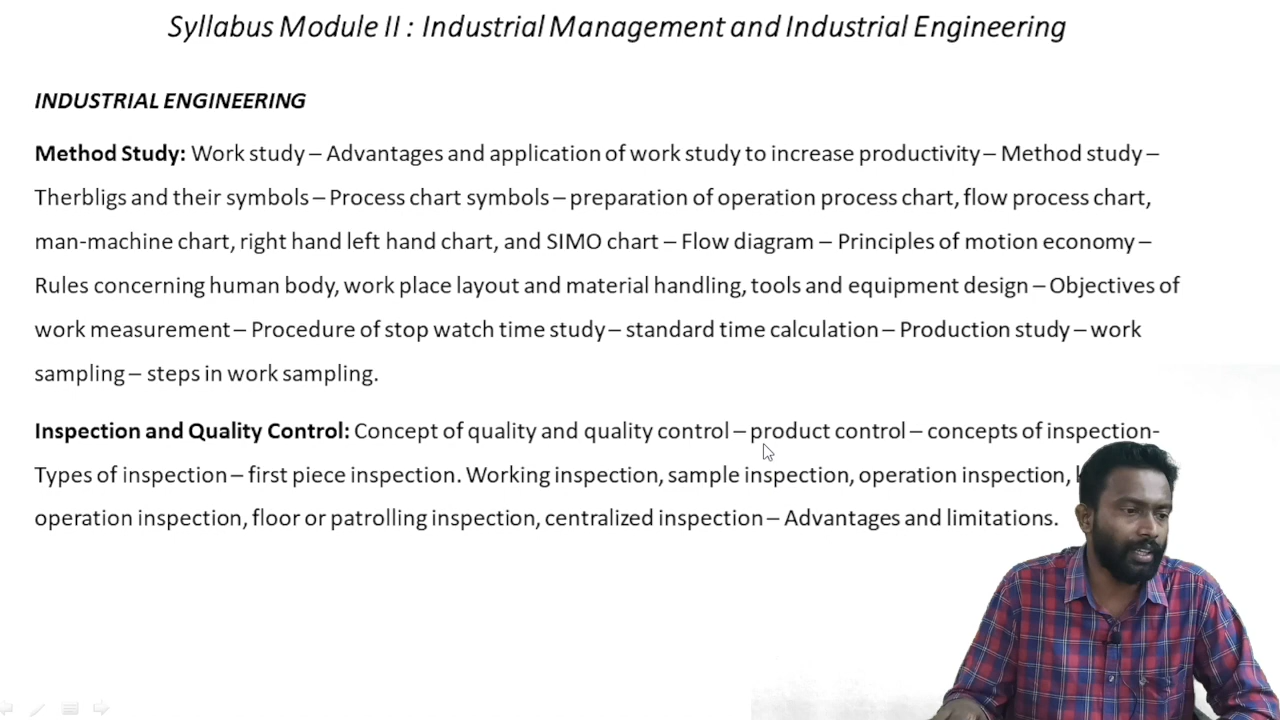 Syllabus Module II : Industrial Management and Industrial Engineering
INDUSTRIAL ENGINEERING
Method Study: Work study – Advantages and application of work study to increase productivity – Method study –
Therbligs and their symbols – Process chart symbols – preparation of operation process chart, flow process chart,
man-machine chart, right hand left hand chart, and SIMO chart – Flow diagram – Principles of motion economy –
Rules concerning human body, work place layout and material handling, tools and equipment design – Objectives of
work measurement – Procedure of stop watch time study – standard time calculation – Production study – work
sampling – steps in work sampling.
Inspection and Quality Control: Concept of quality and quality control – product control – concepts of inspection-
Types of inspection – first piece inspection. Working inspection, sample inspection, operation inspection,
operation inspection, floor or patrolling inspection, centralized inspection – Advantages and limitations.